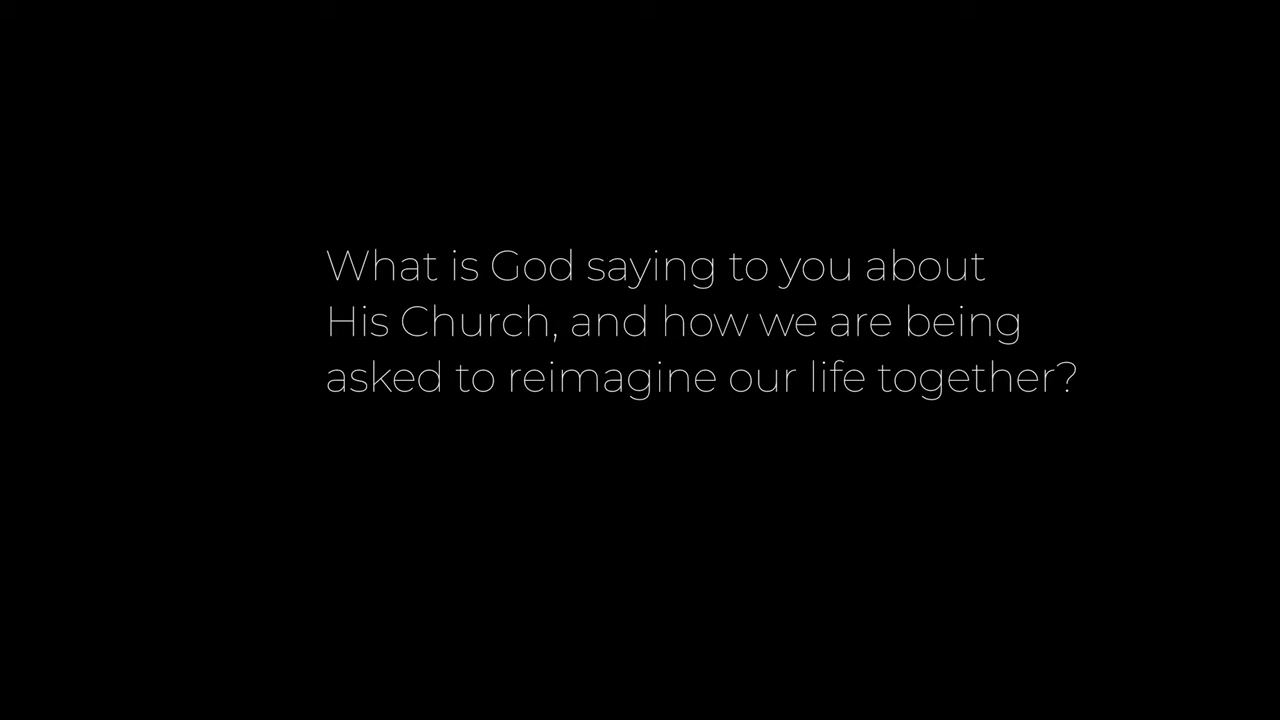 What is God saying to you about
His Church, and how we are being
asked to reimagine our life together?